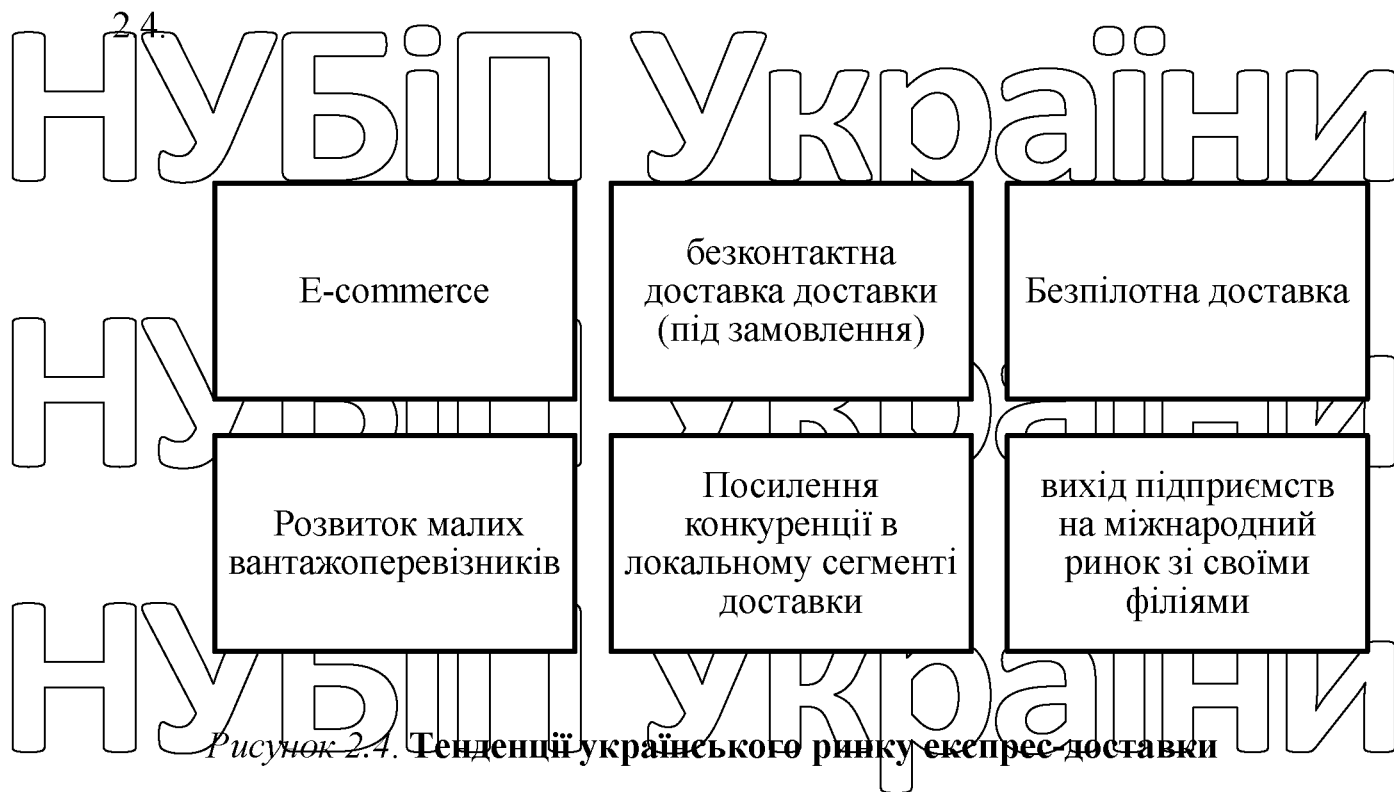 2.4.
НУБіП України
E-commerce
безконтактна
доставка доставки
(під замовлення)
Безпілотна доставка
НУБіП України
Розвиток малих
вантажоперевізників
Посилення
конкуренції в
локальному сегменті
доставки
вихід підприємств
на міжнародний
ринок зі своїми
філіями
НУБіП України
Рисунок 2.4. Тенденції українського ринку експрес-доставки